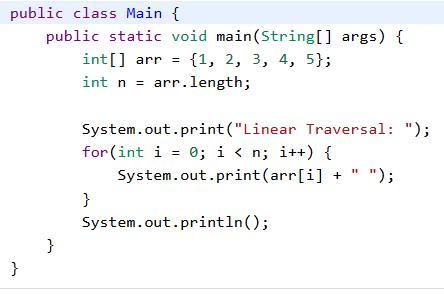 public class Main {
    public static void main(String[] args) {
        int[] arr = {1, 2, 3, 4, 5};
        int n = arr.length;

        System.out.print("Linear Traversal: ");
        for(int i = 0; i < n; i++) {
            System.out.print(arr[i] + " ");
        }
        System.out.println();
    }
}